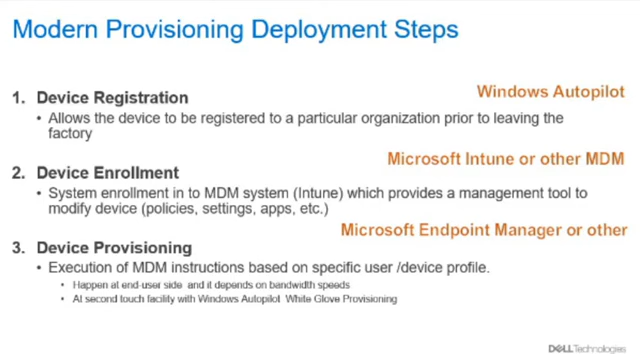 Modern Provisioning Deployment Steps
Windows Autopilot
1. Device Registration
• Allows the device to be registered to a particular organization prior to leaving the
factory
Microsoft Intune or other MDM
2. Device Enrollment
• System enrollment in to MDM system (Intune) which provides a management tool to
modify device (policies, settings, apps, etc.)
Microsoft Endpoint Manager or other
3. Device Provisioning
• Execution of MDM instructions based on specific user /device profile.
• Happen at end-user side and it depends on bandwidth speeds
• At second touch facility with Windows Autopilot White Glove Provisioning
DELL Technologies